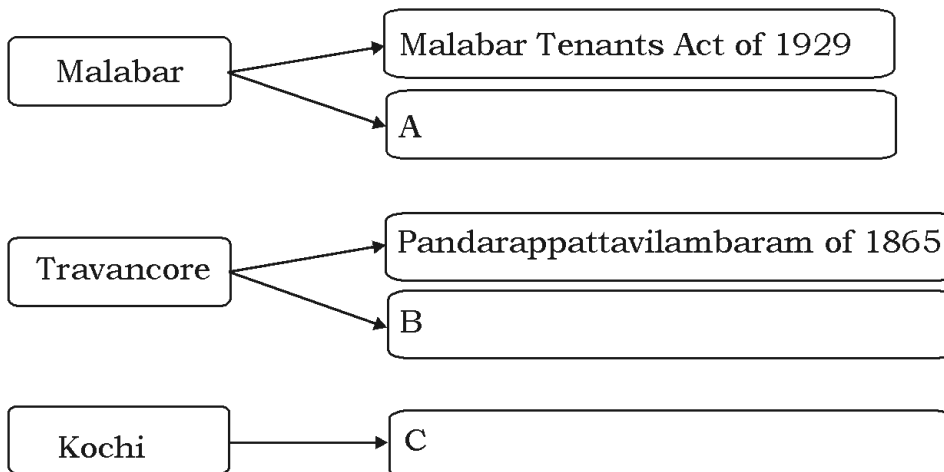 Malabar
Malabar Tenants Act of 1929
A
Travancore
Pandarappattavilambaram of 1865
B
Kochi
C